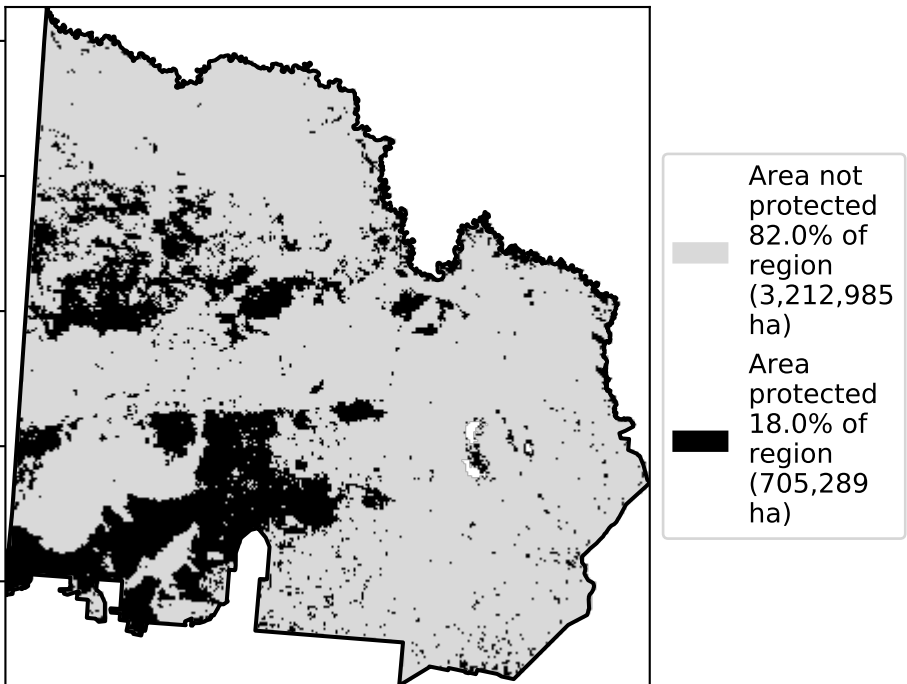 Area not
protected
82.0% of
region
(3,212,985
ha)
Area
protected
18.0% of
region
(705,289
ha)